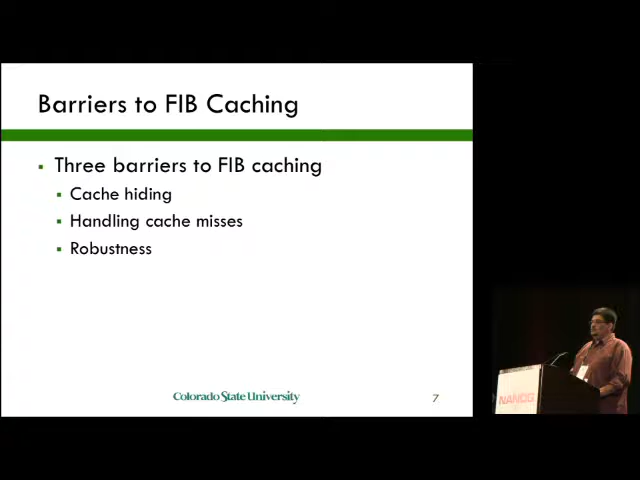 Barriers to FIB Caching
Three barriers to FIB caching
Cache hiding
Handling cache misses
Robustness
Colorado State University
7
NANOG